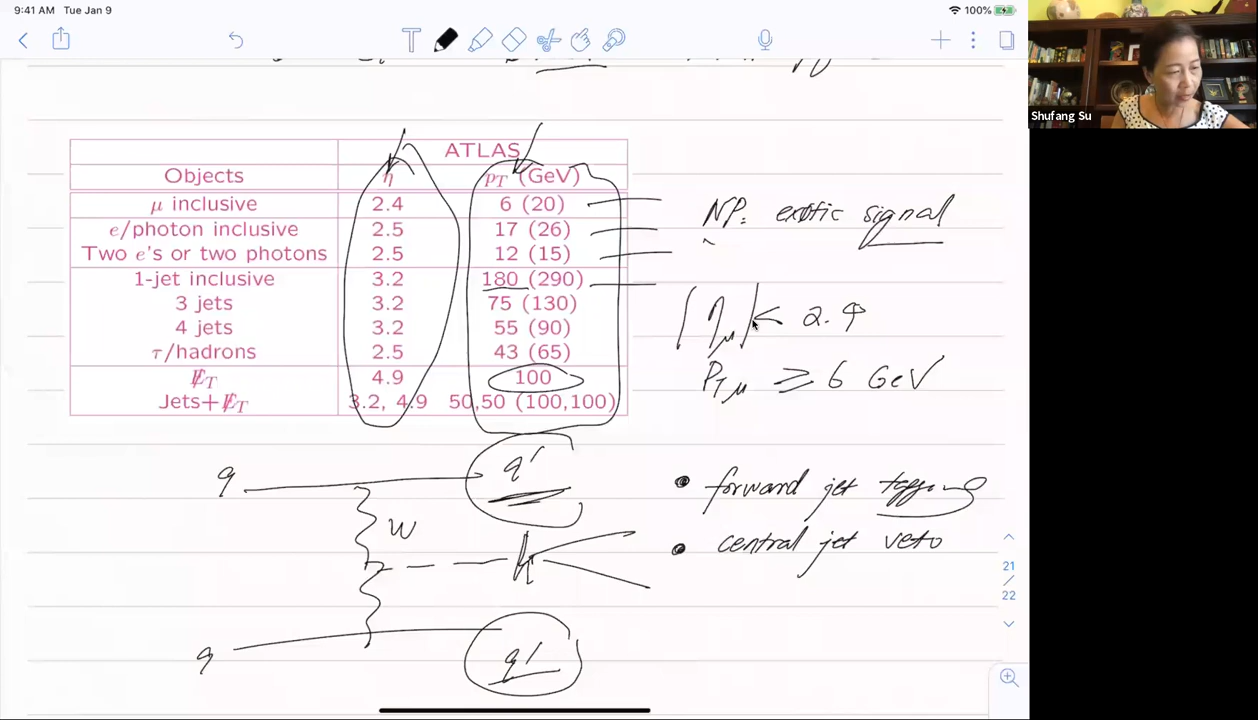 9:41 AM Tue Jan 9
100%
Shufang Su
ATLAS
Objects η p_T (GeV)
μ inclusive 2.4 6 (20)
e/photon inclusive 2.5 17 (26)
Two e's or two photons 2.5 12 (15)
1-jet inclusive 3.2 180 (290)
3 jets 3.2 75 (130)
4 jets 3.2 55 (90)
τ/hadrons 2.5 43 (65)
E̸_T 4.9 100
Jets+E̸_T 3.2, 4.9 50,50 (100,100)
NP: exotic signal
|η_μ| < 2.4
P_Tμ ≥ 6 GeV
q q'
W
h
q q'
• forward jet tagging
• central jet veto
21
/
22